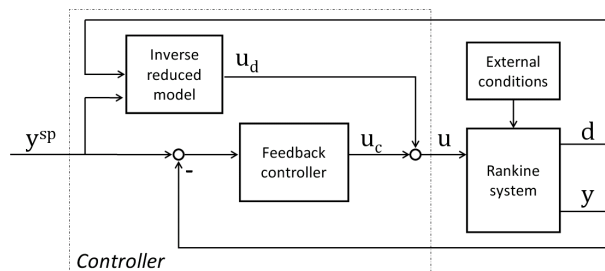 Inverse
reduced
model
u_d
External
conditions
y^sp
-
Feedback
controller
u_c
u
Rankine
system
d
y
Controller